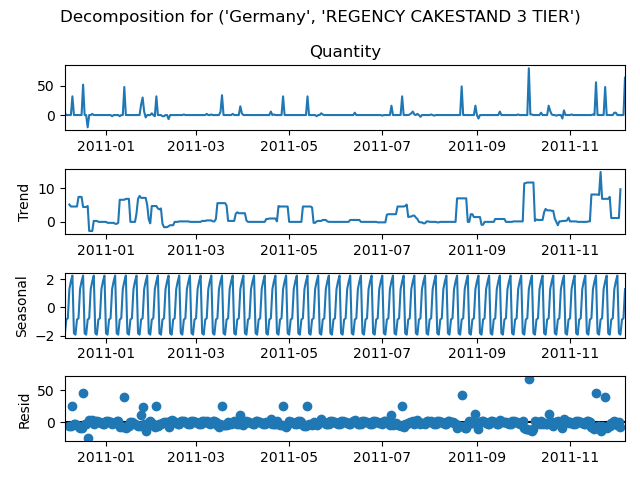 Decomposition for ('Germany', 'REGENCY CAKESTAND 3 TIER')
Quantity
50
0
2011-01 2011-03 2011-05 2011-07 2011-09 2011-11
Trend
10
0
2011-01 2011-03 2011-05 2011-07 2011-09 2011-11
Seasonal
2
0
−2
2011-01 2011-03 2011-05 2011-07 2011-09 2011-11
Resid
50
0
2011-01 2011-03 2011-05 2011-07 2011-09 2011-11